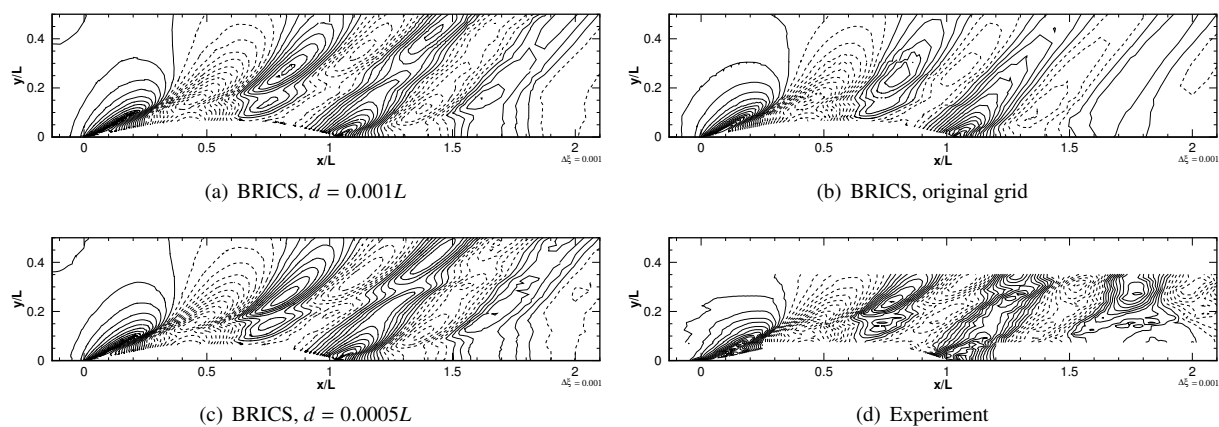 y/L
0.4
0.2
0
0
0.5
1
1.5
2
x/L
Δξ = 0.001
(a) BRICS, d = 0.001L
y/L
0.4
0.2
0
0
0.5
1
1.5
2
x/L
Δξ = 0.001
(b) BRICS, original grid
y/L
0.4
0.2
0
0
0.5
1
1.5
2
x/L
Δξ = 0.001
(c) BRICS, d = 0.0005L
y/L
0.4
0.2
0
0
0.5
1
1.5
2
x/L
Δξ = 0.001
(d) Experiment